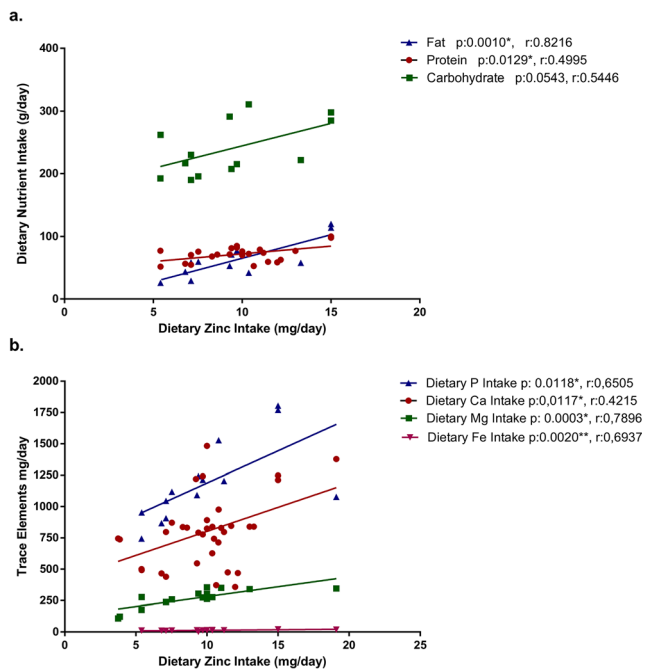 a.
Fat p:0.0010*, r:0.8216
Protein p:0.0129*, r:0.4995
Carbohydrate p:0.0543, r:0.5446
Dietary Nutrient Intake (g/day)
400
300
200
100
0
0 5 10 15 20
Dietary Zinc Intake (mg/day)
b.
Dietary P Intake p: 0.0118*, r:0,6505
Dietary Ca Intake p:0,0117*, r:0.4215
Dietary Mg Intake p: 0.0003*, r:0,7896
Dietary Fe Intake p:0.0020**, r:0,6937
Trace Elements mg/day
2000
1750
1500
1250
1000
750
500
250
0
0 5 10 15 20 25
Dietary Zinc Intake (mg/day)